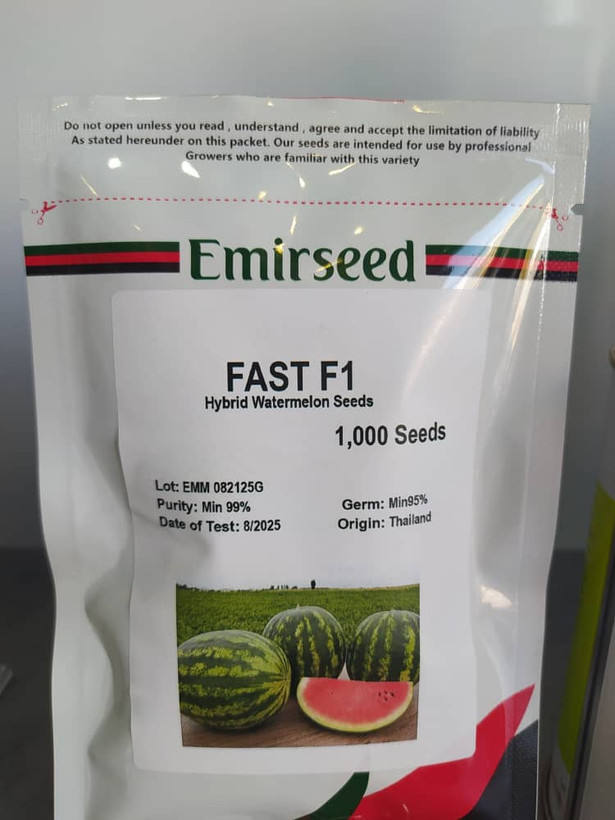 Do not open unless you read , understand , agree and accept the limitation of liability
As stated hereunder on this packet. Our seeds are intended for use by professional
Growers who are familiar with this variety
Emirseed
FAST F1
Hybrid Watermelon Seeds
1,000 Seeds
Lot: EMM 082125G
Purity: Min 99%
Germ: Min95%
Date of Test: 8/2025
Origin: Thailand